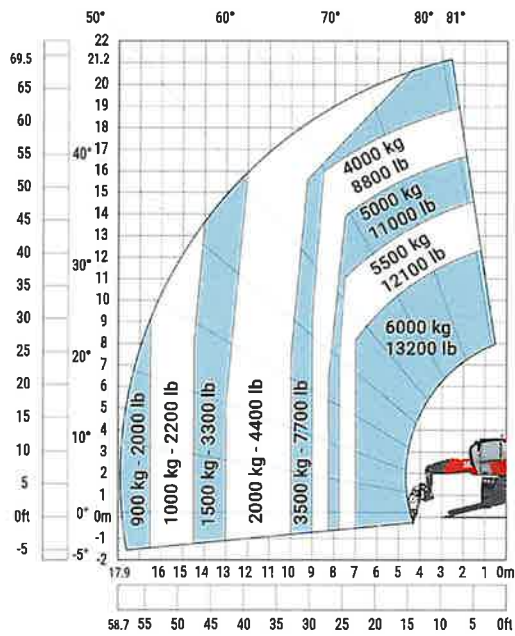 50° 60° 70° 80° 81°
22
69.5 21.2
65 20
19
60 18
55 40° 17
16
50 15
45 14
13
40 12
30° 11
35 10
30 9
8
25 20° 7
20 6
5
15 4
10 10° 3
2
5 1
0ft 0° 0m
-1
-5 -5° -2
4000 kg
8800 lb
5000 kg
11000 lb
5500 kg
12100 lb
6000 kg
13200 lb
900 kg - 2000 lb
1000 kg - 2200 lb
1500 kg - 3300 lb
2000 kg - 4400 lb
3500 kg - 7700 lb
17.9 16 15 14 13 12 11 10 9 8 7 6 5 4 3 2 1 0m
58.7 55 50 45 40 35 30 25 20 15 10 5 0ft